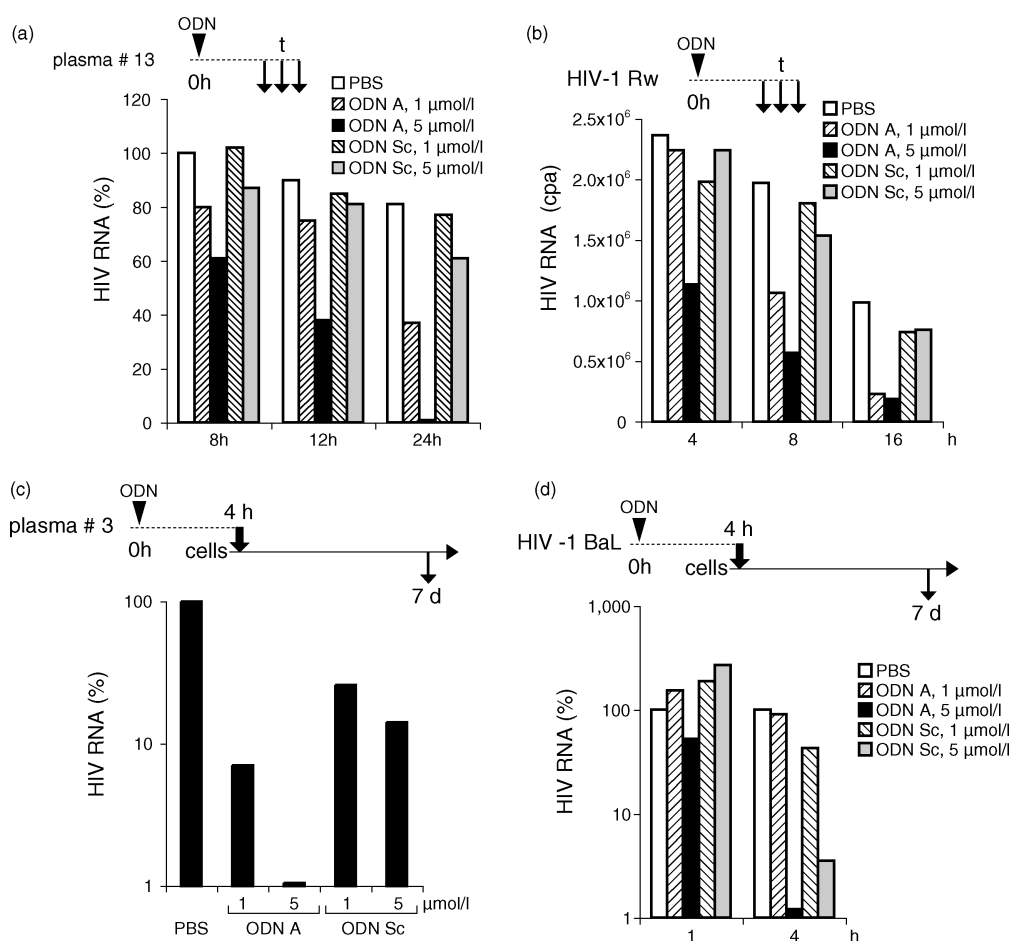 (a)
ODN
plasma # 13
t
0h
PBS
ODN A, 1 µmol/l
ODN A, 5 µmol/l
ODN Sc, 1 µmol/l
ODN Sc, 5 µmol/l
HIV RNA (%)
120
100
80
60
40
20
0
8h 12h 24h
(b)
ODN
HIV-1 Rw
t
0h
PBS
ODN A, 1 µmol/l
ODN A, 5 µmol/l
ODN Sc, 1 µmol/l
ODN Sc, 5 µmol/l
HIV RNA (cpa)
2.5x10⁶
2.0x10⁶
1.5x10⁶
1.0x10⁶
0.5x10⁶
0
4 8 16 h
(c)
ODN
plasma # 3
4 h
0h
cells
7 d
HIV RNA (%)
100
10
1
1 5 1 5 µmol/l
PBS ODN A ODN Sc
(d)
ODN
HIV -1 BaL
4 h
0h
cells
7 d
HIV RNA (%)
1,000
100
10
1
PBS
ODN A, 1 µmol/l
ODN A, 5 µmol/l
ODN Sc, 1 µmol/l
ODN Sc, 5 µmol/l
1 4 h